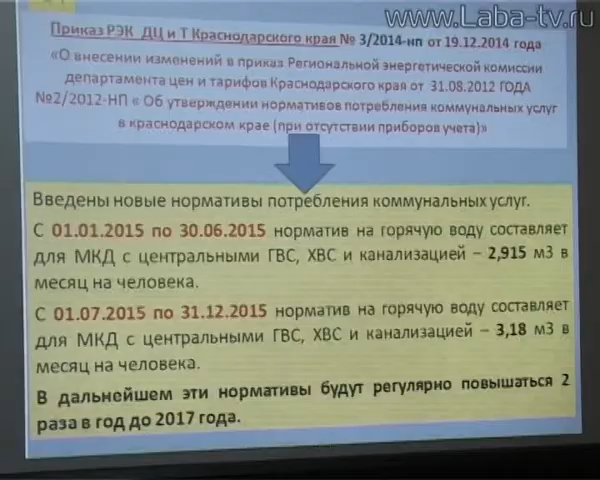 www.Laba-tv.ru
Приказ РЭК ДЦ и Т Краснодарского края № 3/2014-нп от 19.12.2014 года
«О внесении изменений в приказ Региональной энергетической комиссии
департамента цен и тарифов Краснодарского края от 31.08.2012 ГОДА
№2/2012-НП « Об утверждении нормативов потребления коммунальных услуг
в краснодарском крае (при отсутствии приборов учета)»
Введены новые нормативы потребления коммунальных услуг.
С 01.01.2015 по 30.06.2015 норматив на горячую воду составляет
для МКД с центральными ГВС, ХВС и канализацией – 2,915 м3 в
месяц на человека.
С 01.07.2015 по 31.12.2015 норматив на горячую воду составляет
для МКД с центральными ГВС, ХВС и канализацией – 3,18 м3 в
месяц на человека.
В дальнейшем эти нормативы будут регулярно повышаться 2
раза в год до 2017 года.